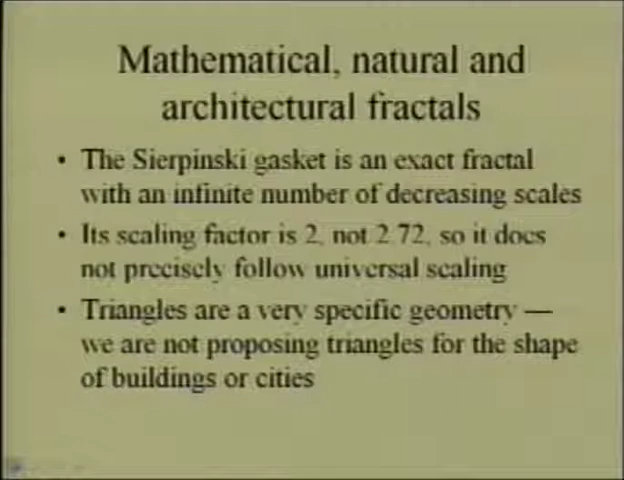 Mathematical, natural and
architectural fractals
• The Sierpinski gasket is an exact fractal
with an infinite number of decreasing scales
• Its scaling factor is 2, not 2.72, so it does
not precisely follow universal scaling
• Triangles are a very specific geometry —
we are not proposing triangles for the shape
of buildings or cities